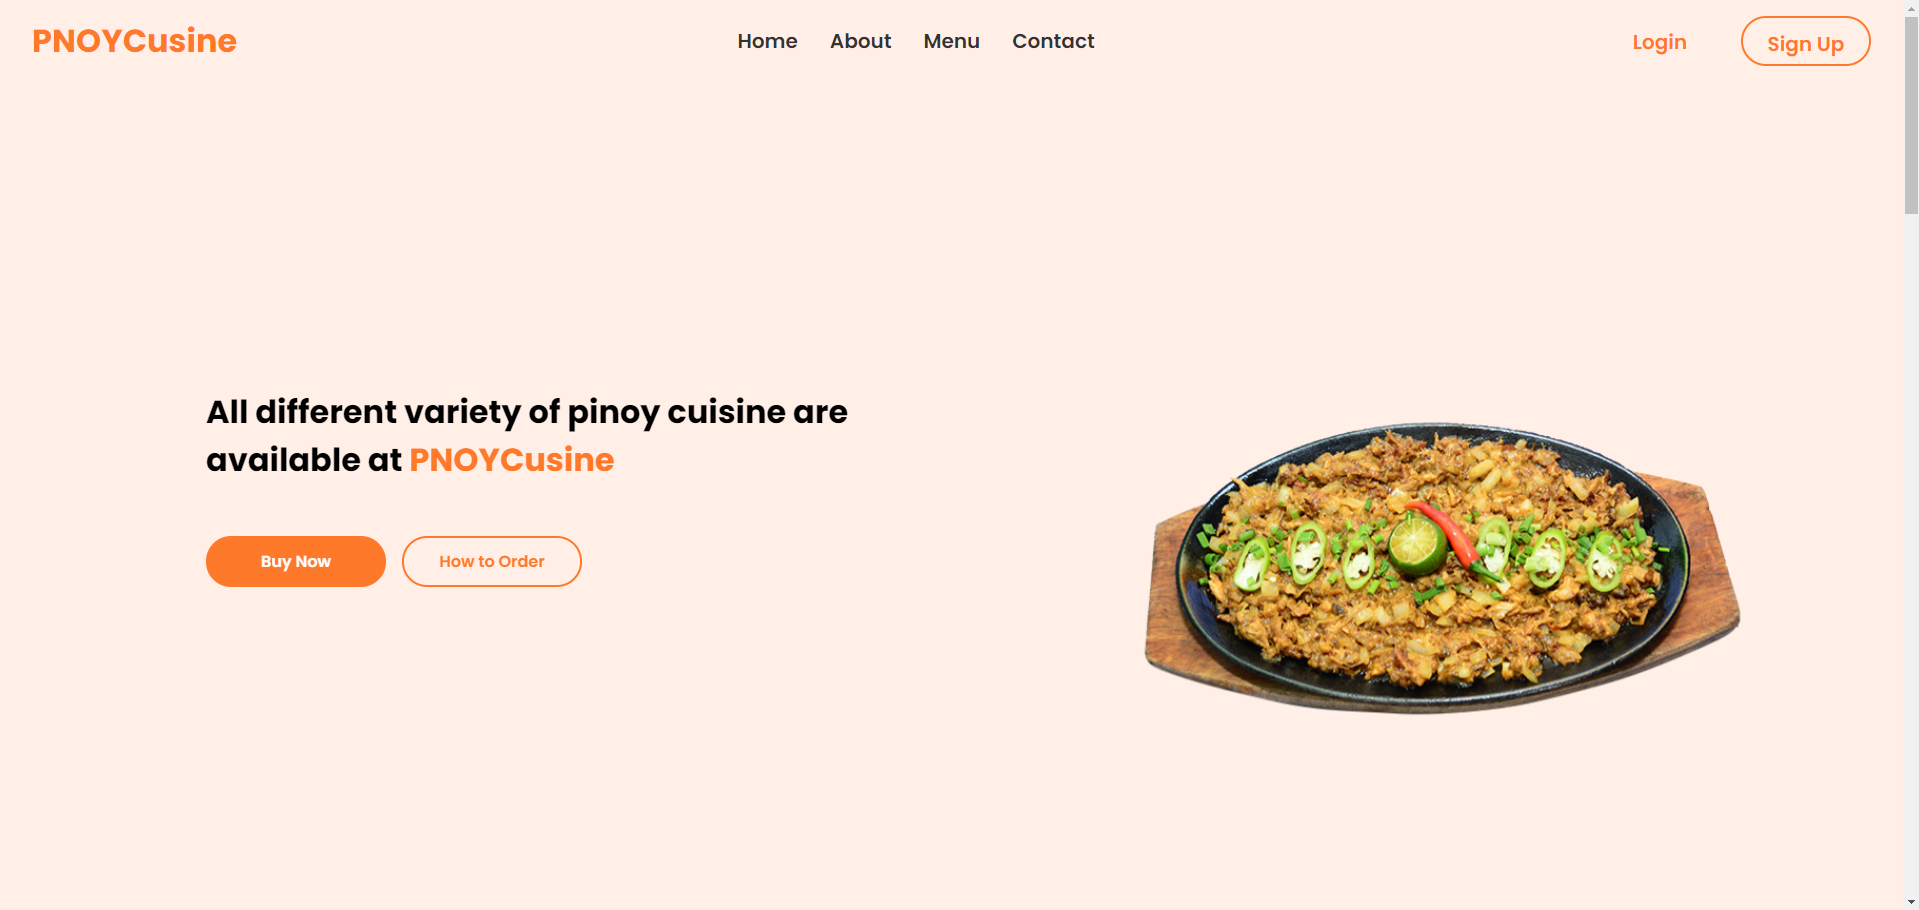 PNOYCusine
Home About Menu Contact
Login
Sign Up
All different variety of pinoy cuisine are
available at PNOYCusine
Buy Now
How to Order